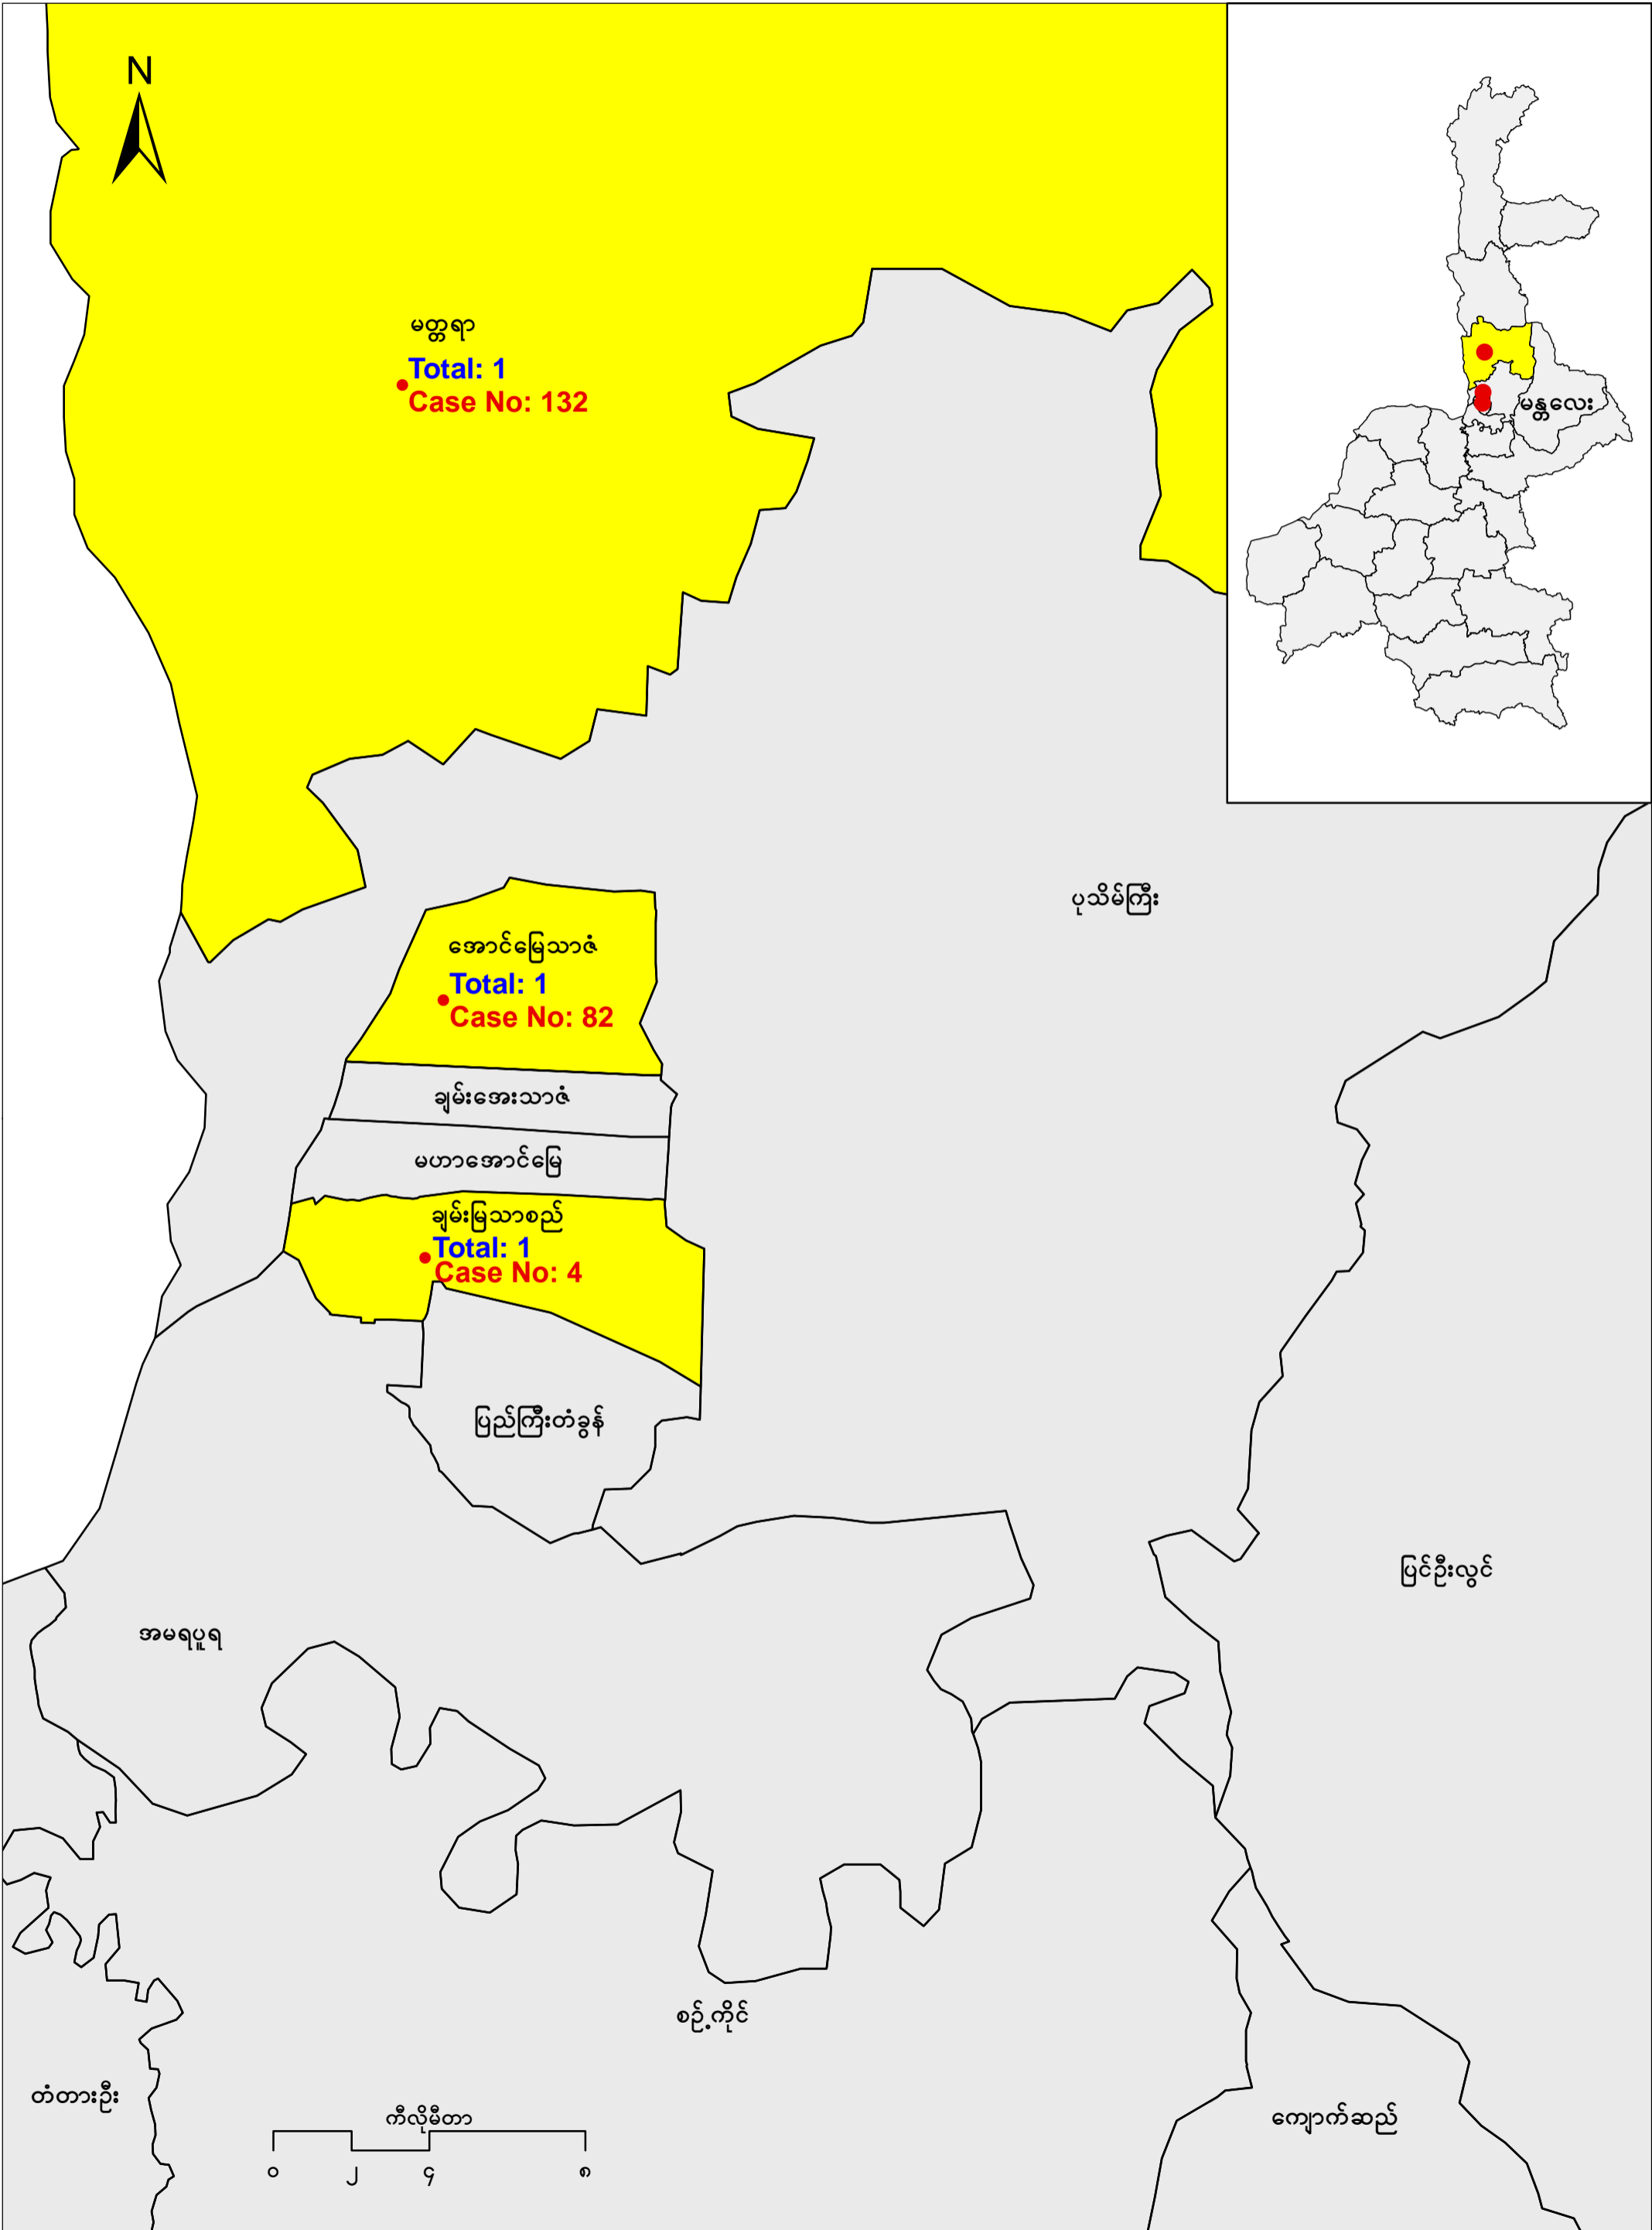 N
မတ္တရာ
Total: 1
Case No: 132
မန္တလေး
ပုသိမ်ကြီး
အောင်မြေသာဇံ
Total: 1
Case No: 82
ချမ်းအေးသာဇံ
မဟာအောင်မြေ
ချမ်းမြသာစည်
Total: 1
Case No: 4
ပြည်ကြီးတံခွန်
ပြင်ဦးလွင်
အမရပူရ
စဉ့်ကိုင်
တံတားဦး
ကျောက်ဆည်
ကီလိုမီတာ
၀ ၂ ၄ ၈